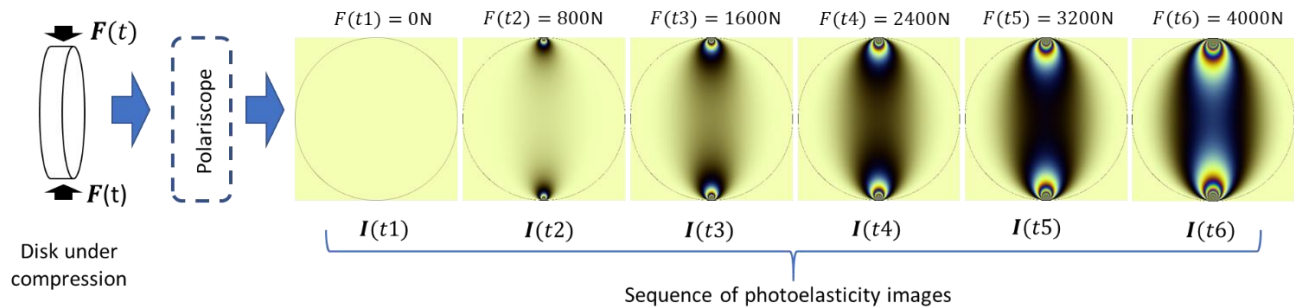 F(t)
F(t)
Disk under
compression
Polariscope
F(t1) = 0N
F(t2) = 800N
F(t3) = 1600N
F(t4) = 2400N
F(t5) = 3200N
F(t6) = 4000N
I(t1)
I(t2)
I(t3)
I(t4)
I(t5)
I(t6)
Sequence of photoelasticity images